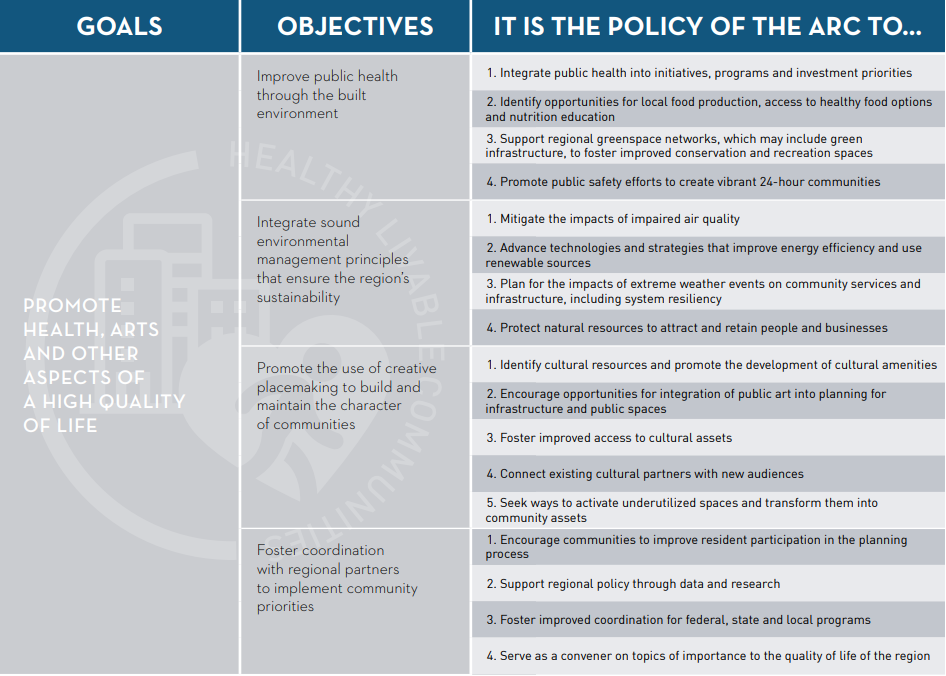 GOALS
OBJECTIVES
IT IS THE POLICY OF THE ARC TO...
PROMOTE
HEALTH, ARTS
AND OTHER
ASPECTS OF
A HIGH QUALITY
OF LIFE
HEALTHY LIVABLE COMMUNITIES
Improve public health
through the built
environment
1. Integrate public health into initiatives, programs and investment priorities
2. Identify opportunities for local food production, access to healthy food options
and nutrition education
3. Support regional greenspace networks, which may include green
infrastructure, to foster improved conservation and recreation spaces
4. Promote public safety efforts to create vibrant 24-hour communities
Integrate sound
environmental
management principles
that ensure the region's
sustainability
1. Mitigate the impacts of impaired air quality
2. Advance technologies and strategies that improve energy efficiency and use
renewable sources
3. Plan for the impacts of extreme weather events on community services and
infrastructure, including system resiliency
4. Protect natural resources to attract and retain people and businesses
Promote the use of creative
placemaking to build and
maintain the character
of communities
1. Identify cultural resources and promote the development of cultural amenities
2. Encourage opportunities for integration of public art into planning for
infrastructure and public spaces
3. Foster improved access to cultural assets
4. Connect existing cultural partners with new audiences
5. Seek ways to activate underutilized spaces and transform them into
community assets
Foster coordination
with regional partners
to implement community
priorities
1. Encourage communities to improve resident participation in the planning
process
2. Support regional policy through data and research
3. Foster improved coordination for federal, state and local programs
4. Serve as a convener on topics of importance to the quality of life of the region